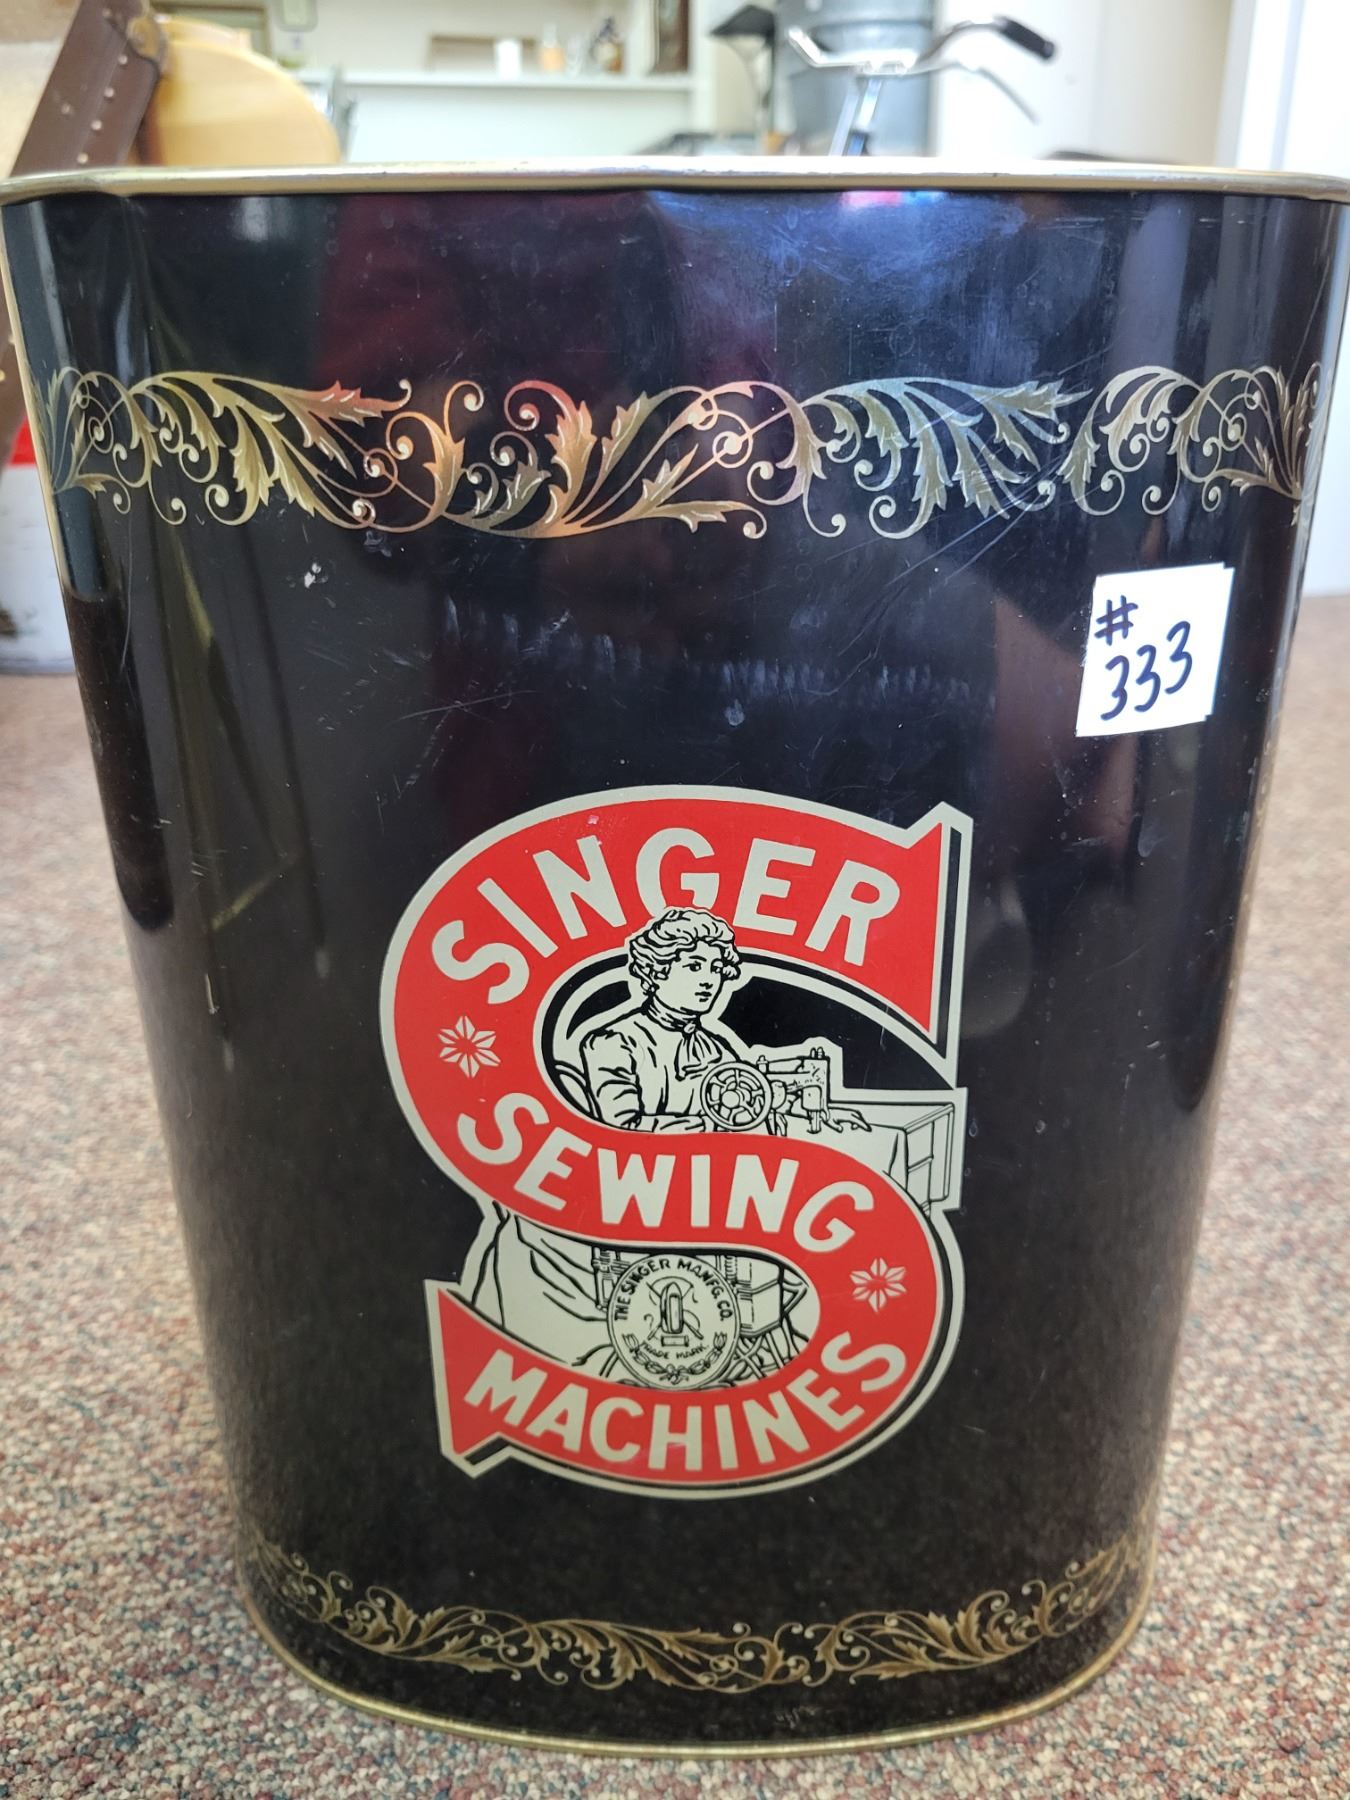 #
333
SINGER
SEWING
MACHINES
THE SINGER MANFG. CO.
TRADE MARK.